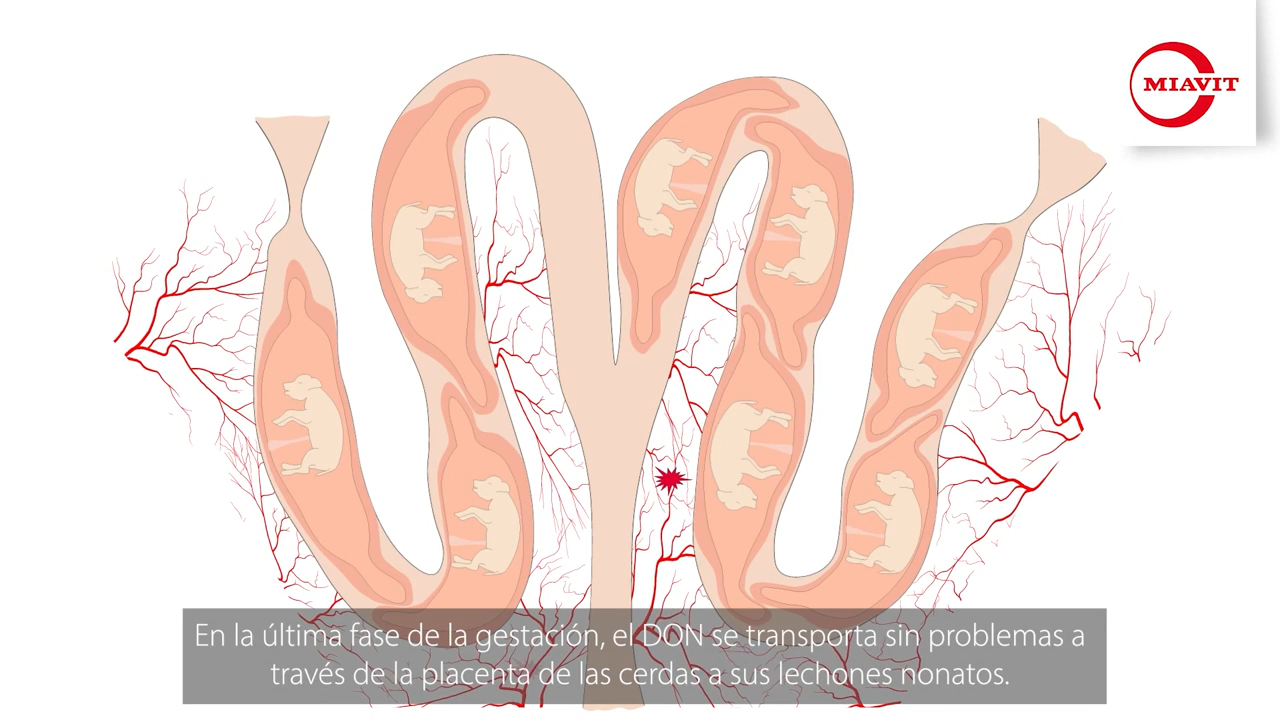 MIAVIT
En la última fase de la gestación, el DON se transporta sin problemas a
través de la placenta de las cerdas a sus lechones nonatos.